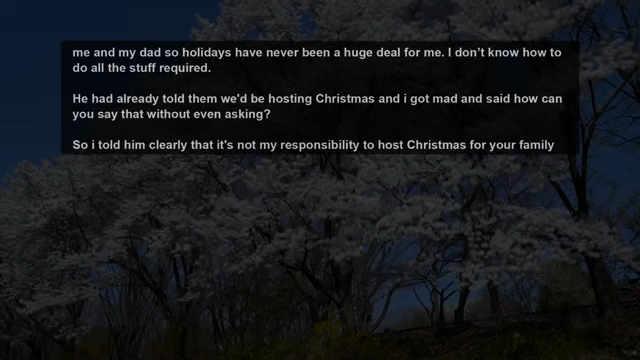 me and my dad so holidays have never been a huge deal for me. I don’t know how to
do all the stuff required.
He had already told them we'd be hosting Christmas and i got mad and said how can
you say that without even asking?
So i told him clearly that it's not my responsibility to host Christmas for your family